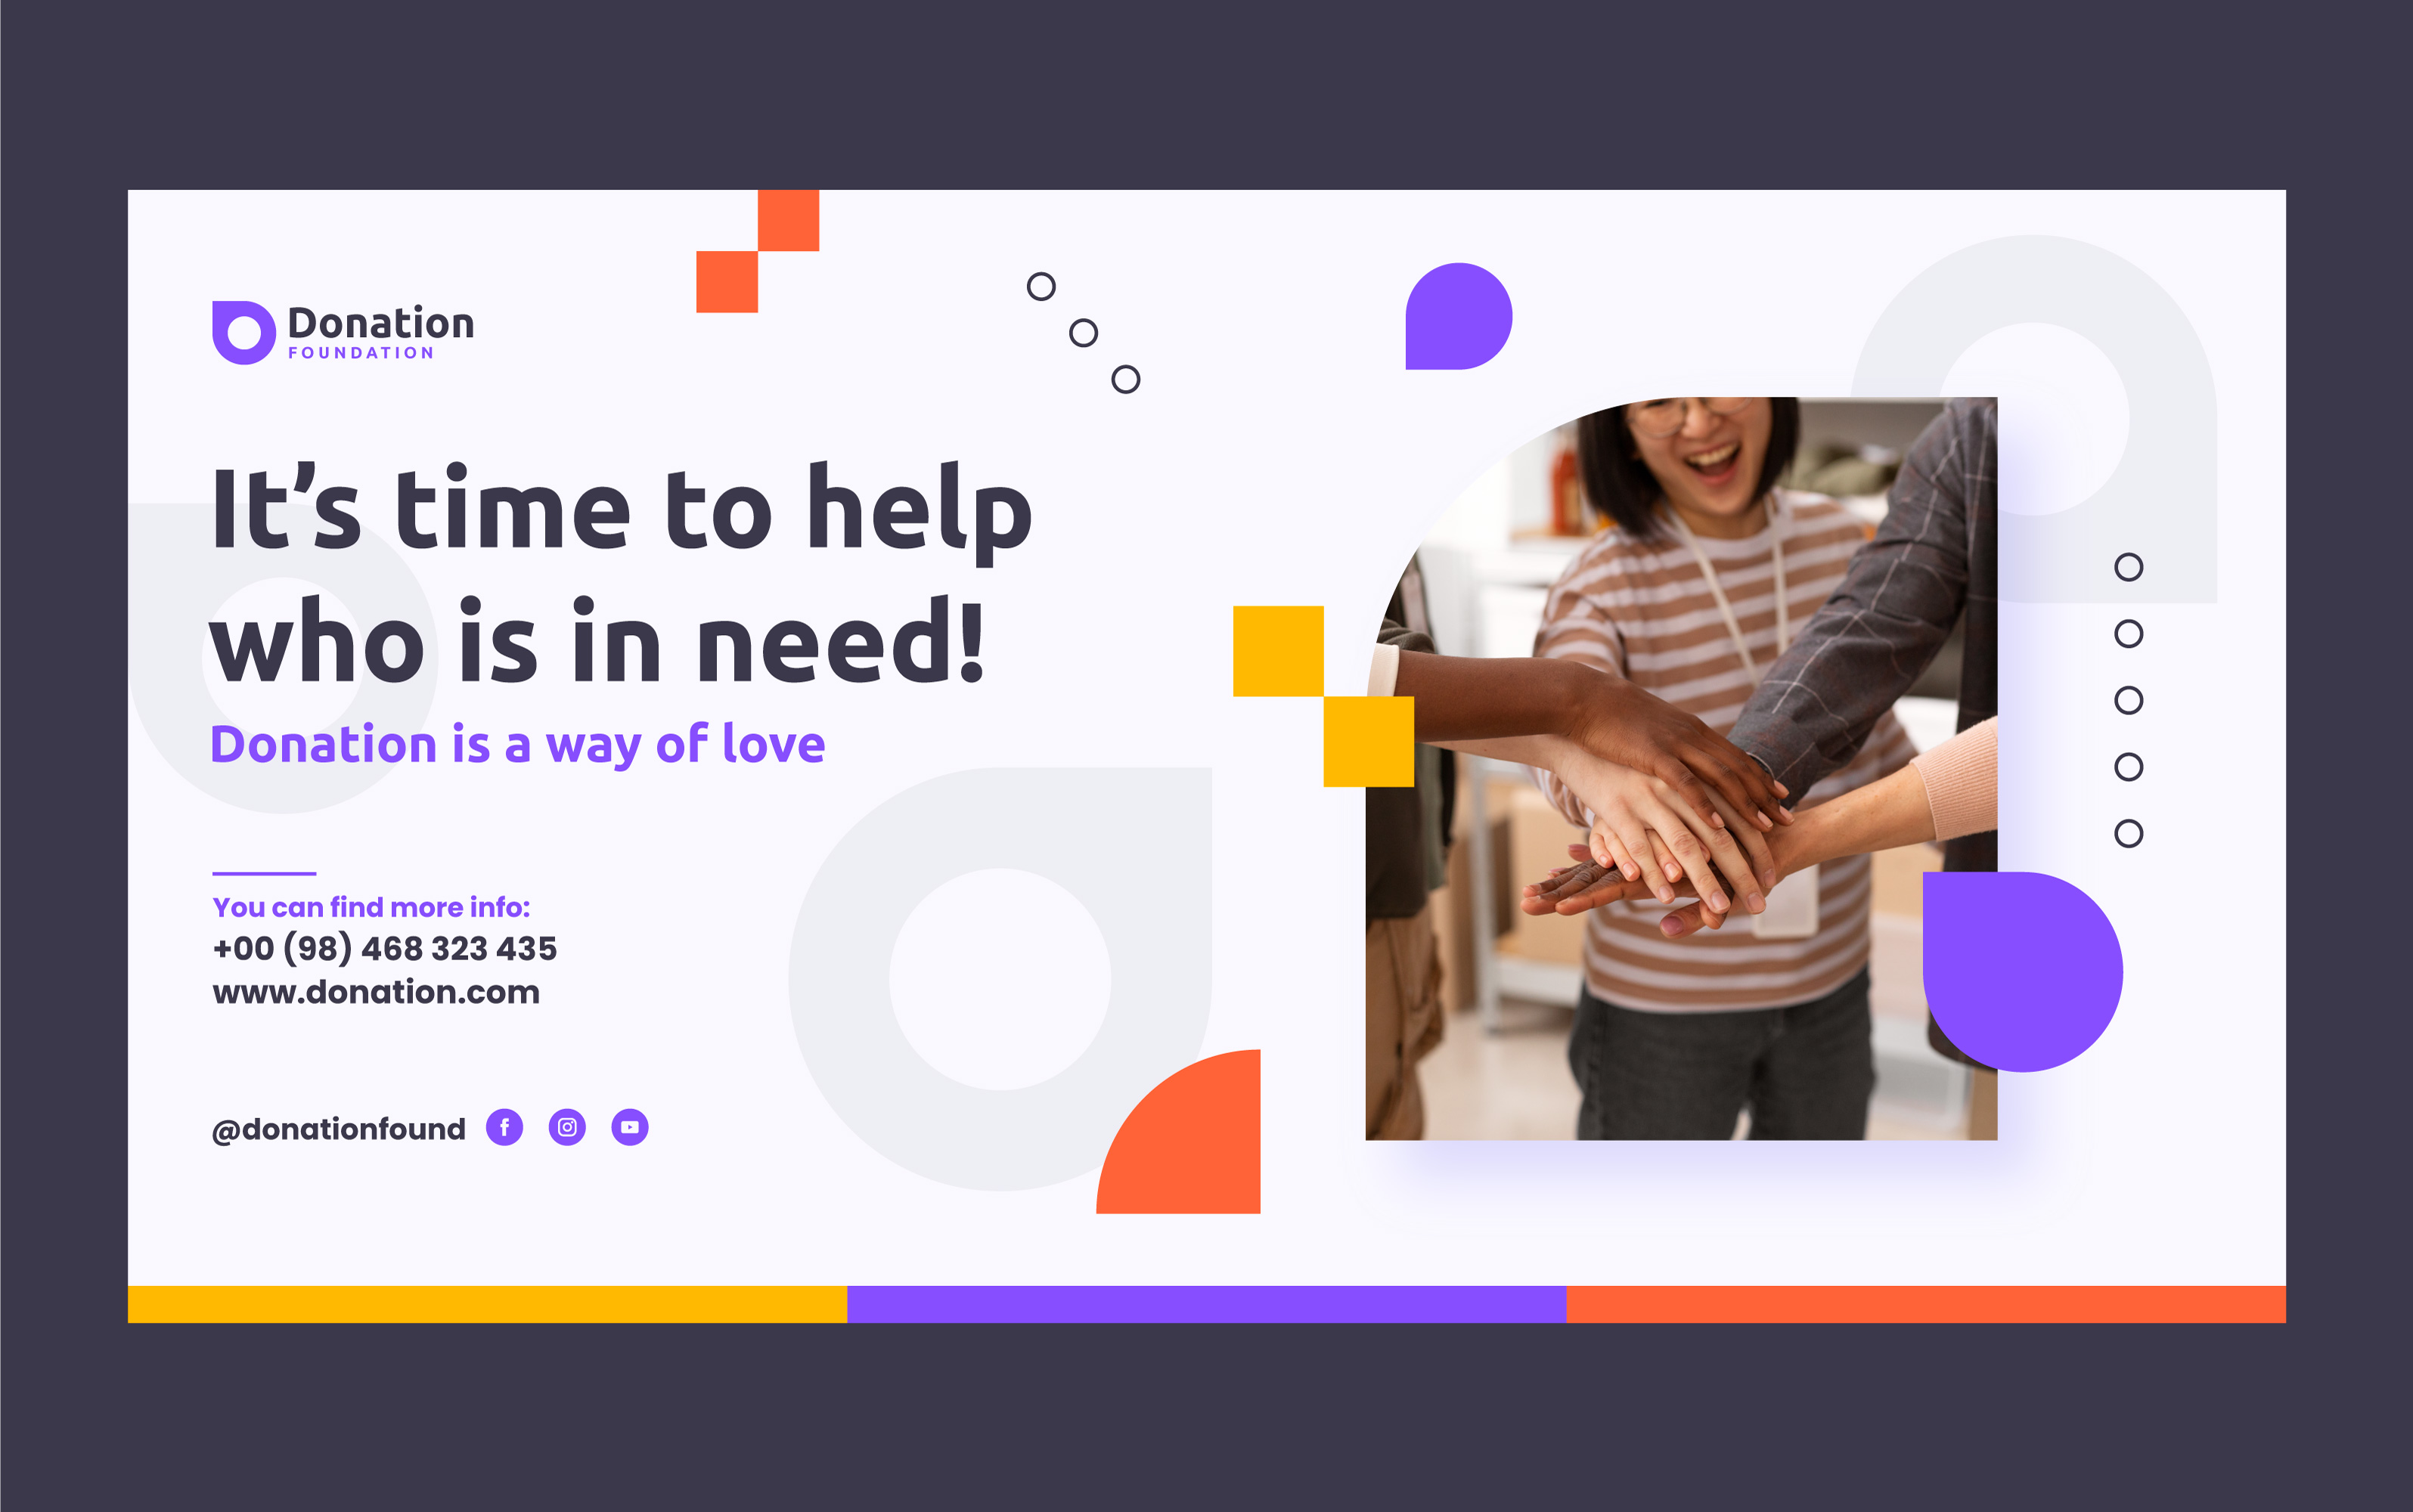 Donation
FOUNDATION
It’s time to help
who is in need!
Donation is a way of love
You can find more info:
+00 (98) 468 323 435
www.donation.com
@donationfound